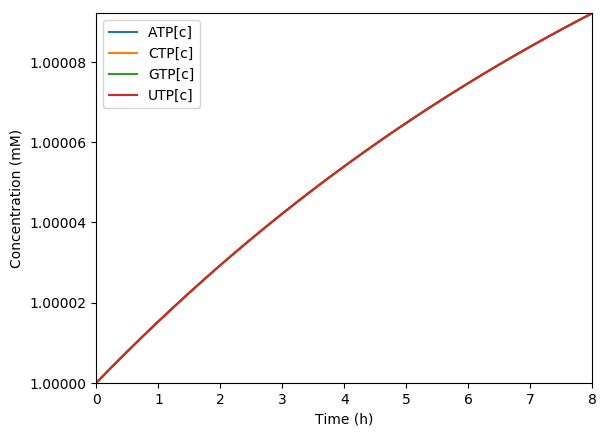 ATP[c]
CTP[c]
GTP[c]
UTP[c]
Concentration (mM)
1.00008
1.00006
1.00004
1.00002
1.00000
0 1 2 3 4 5 6 7 8
Time (h)